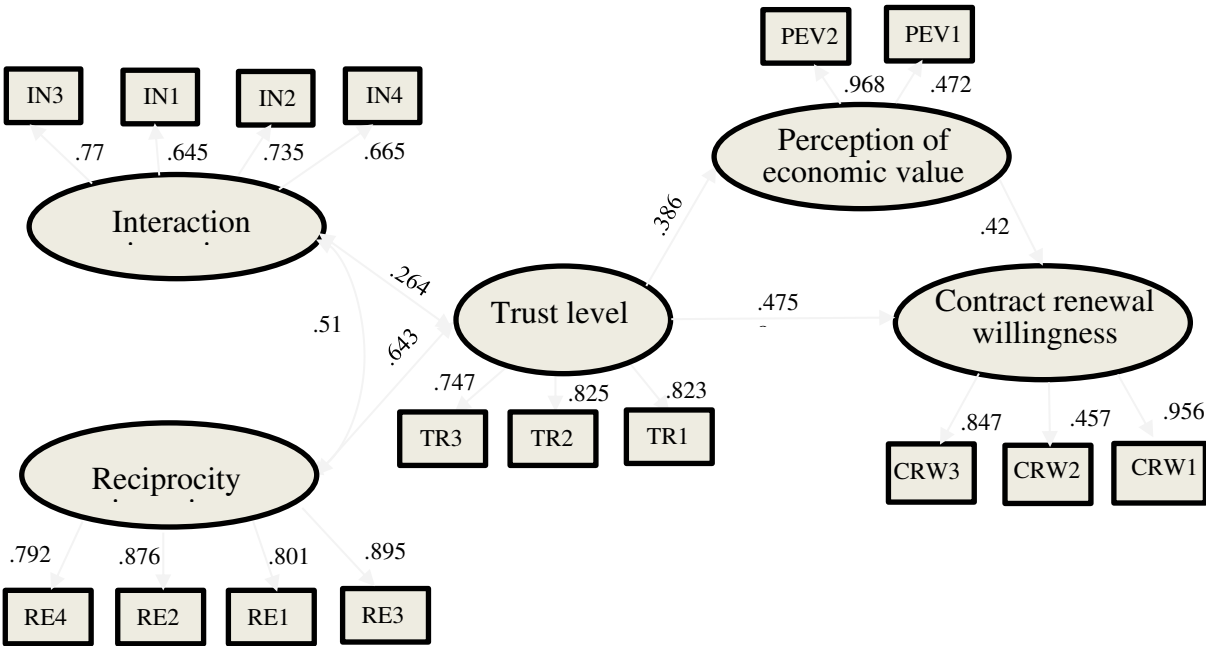 PEV2
PEV1
.968
.472
IN3
IN1
IN2
IN4
.77
.645
.735
.665
Perception of
economic value
Interaction
.386
.42
.264
.51
.643
Trust level
.475
Contract renewal
willingness
.747
.825
.823
TR3
TR2
TR1
.847
.457
.956
CRW3
CRW2
CRW1
Reciprocity
.792
.876
.801
.895
RE4
RE2
RE1
RE3